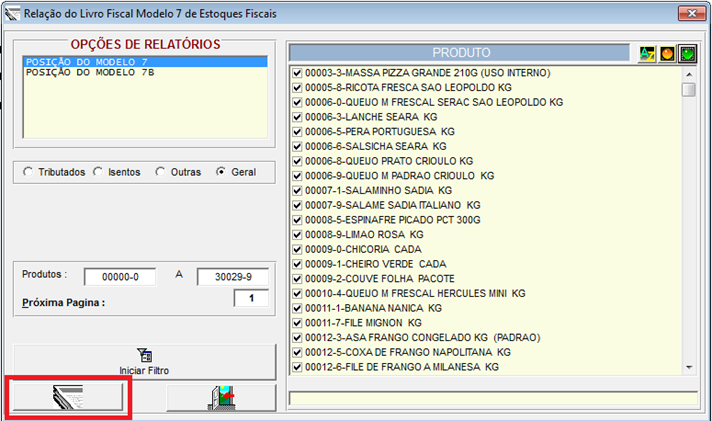 Relação do Livro Fiscal Modelo 7 de Estoques Fiscais
OPÇÕES DE RELATÓRIOS
POSIÇÃO DO MODELO 7
POSIÇÃO DO MODELO 7B
Tributados Isentos Outras Geral
Produtos : 00000-0 A 30029-9
Próxima Pagina : 1
Iniciar Filtro
PRODUTO
00003-3-MASSA PIZZA GRANDE 210G (USO INTERNO)
00005-8-RICOTA FRESCA SAO LEOPOLDO KG
00006-0-QUEIJO M FRESCAL SERAC SAO LEOPOLDO KG
00006-3-LANCHE SEARA KG
00006-5-PERA PORTUGUESA KG
00006-6-SALSICHA SEARA KG
00006-8-QUEIJO PRATO CRIOULO KG
00006-9-QUEIJO M PADRAO CRIOULO KG
00007-1-SALAMINHO SADIA KG
00007-9-SALAME SADIA ITALIANO KG
00008-5-ESPINAFRE PICADO PCT 300G
00008-9-LIMAO ROSA KG
00009-0-CHICORIA CADA
00009-1-CHEIRO VERDE CADA
00009-2-COUVE FOLHA PACOTE
00010-4-QUEIJO M FRESCAL HERCULES MINI KG
00011-1-BANANA NANICA KG
00011-7-FILE MIGNON KG
00012-3-ASA FRANGO CONGELADO KG (PADRAO)
00012-5-COXA DE FRANGO NAPOLITANA KG
00012-6-FILE DE FRANGO A MILANESA KG